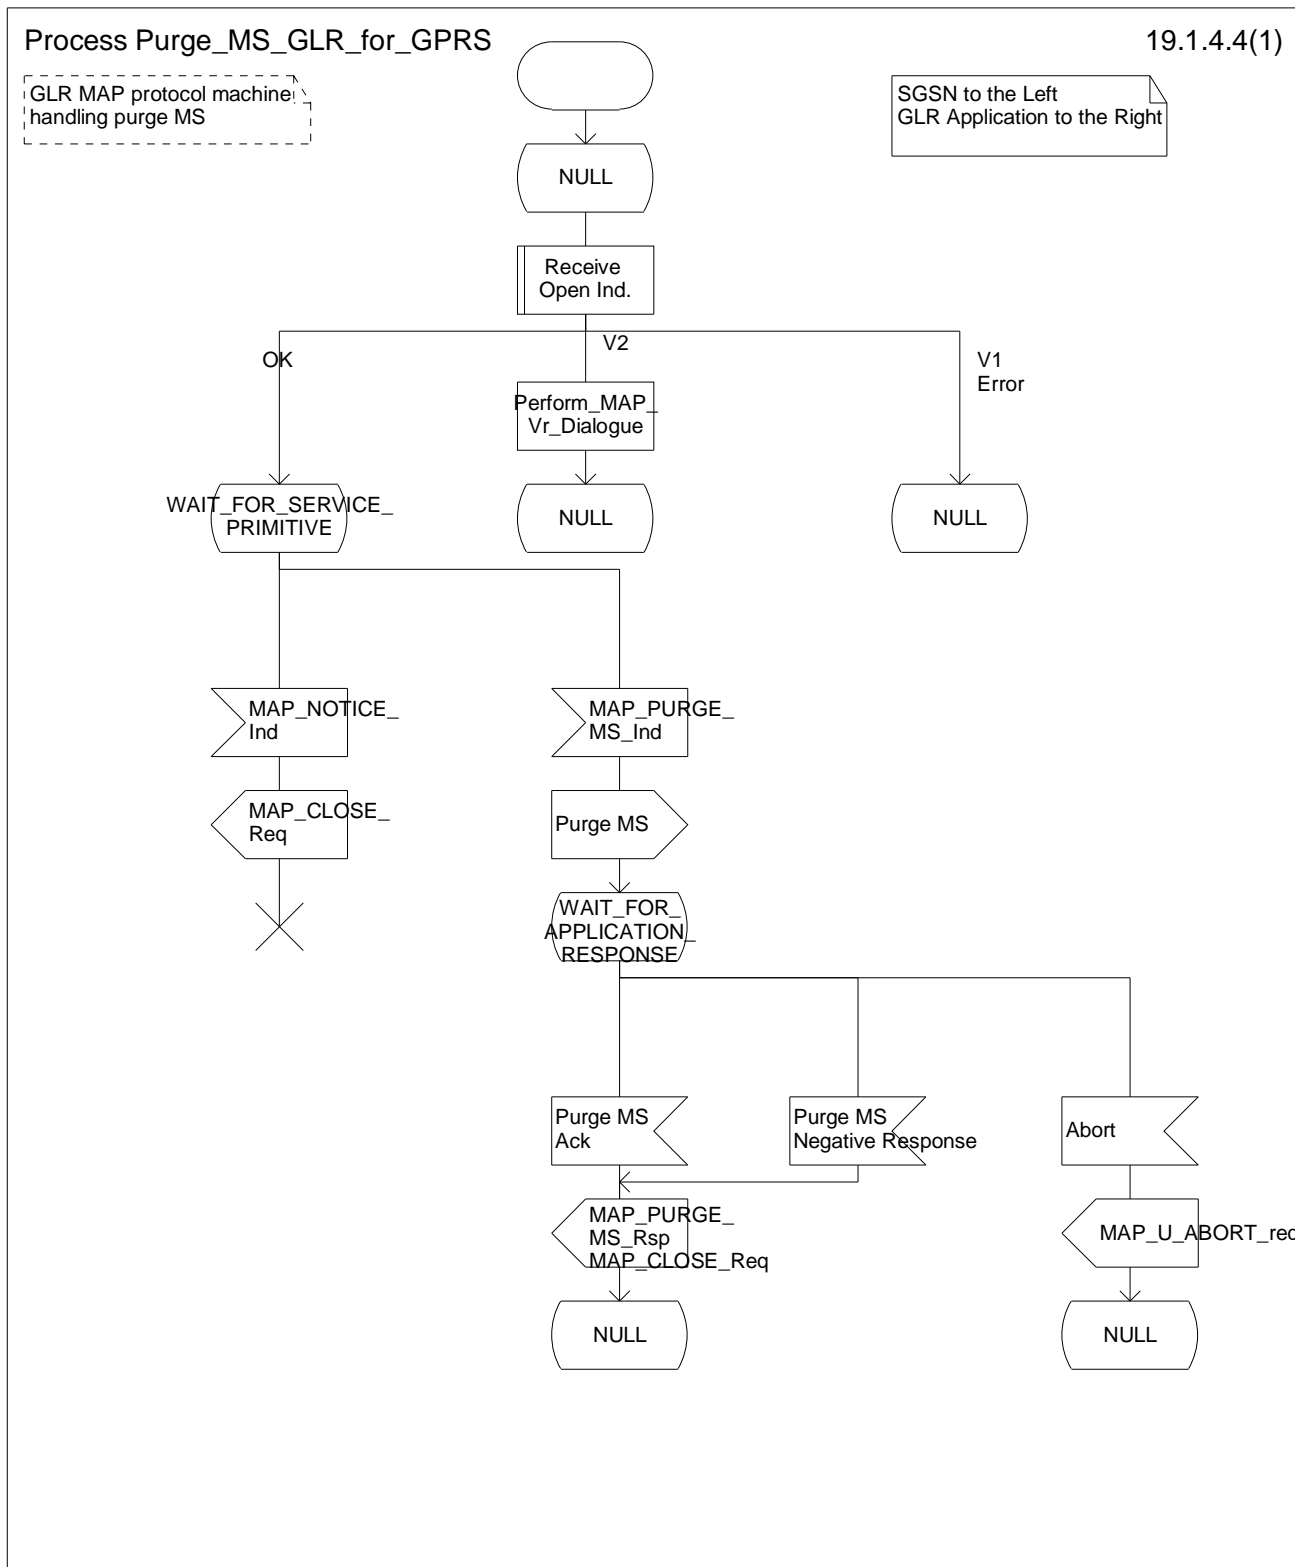 Process Purge_MS_GLR_for_GPRS
19.1.4.4(1)
GLR MAP protocol machine
handling purge MS
SGSN to the Left
GLR Application to the Right
NULL
Receive
Open Ind.
OK
V2
V1
Error
Perform_MAP_
Vr_Dialogue
WAIT_FOR_SERVICE_
PRIMITIVE
NULL
NULL
MAP_NOTICE_
Ind
MAP_PURGE_
MS_Ind
MAP_CLOSE_
Req
Purge MS
WAIT_FOR_
APPLICATION_
RESPONSE
Purge MS
Ack
Purge MS
Negative Response
Abort
MAP_PURGE_
MS_Rsp
MAP_CLOSE_Req
MAP_U_ABORT_req
NULL
NULL